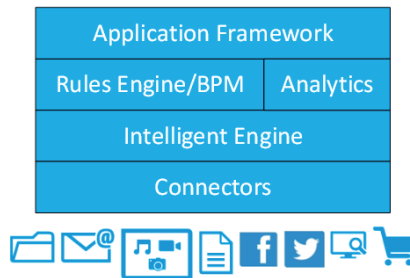 Application Framework
Rules Engine/BPM Analytics
Intelligent Engine
Connectors